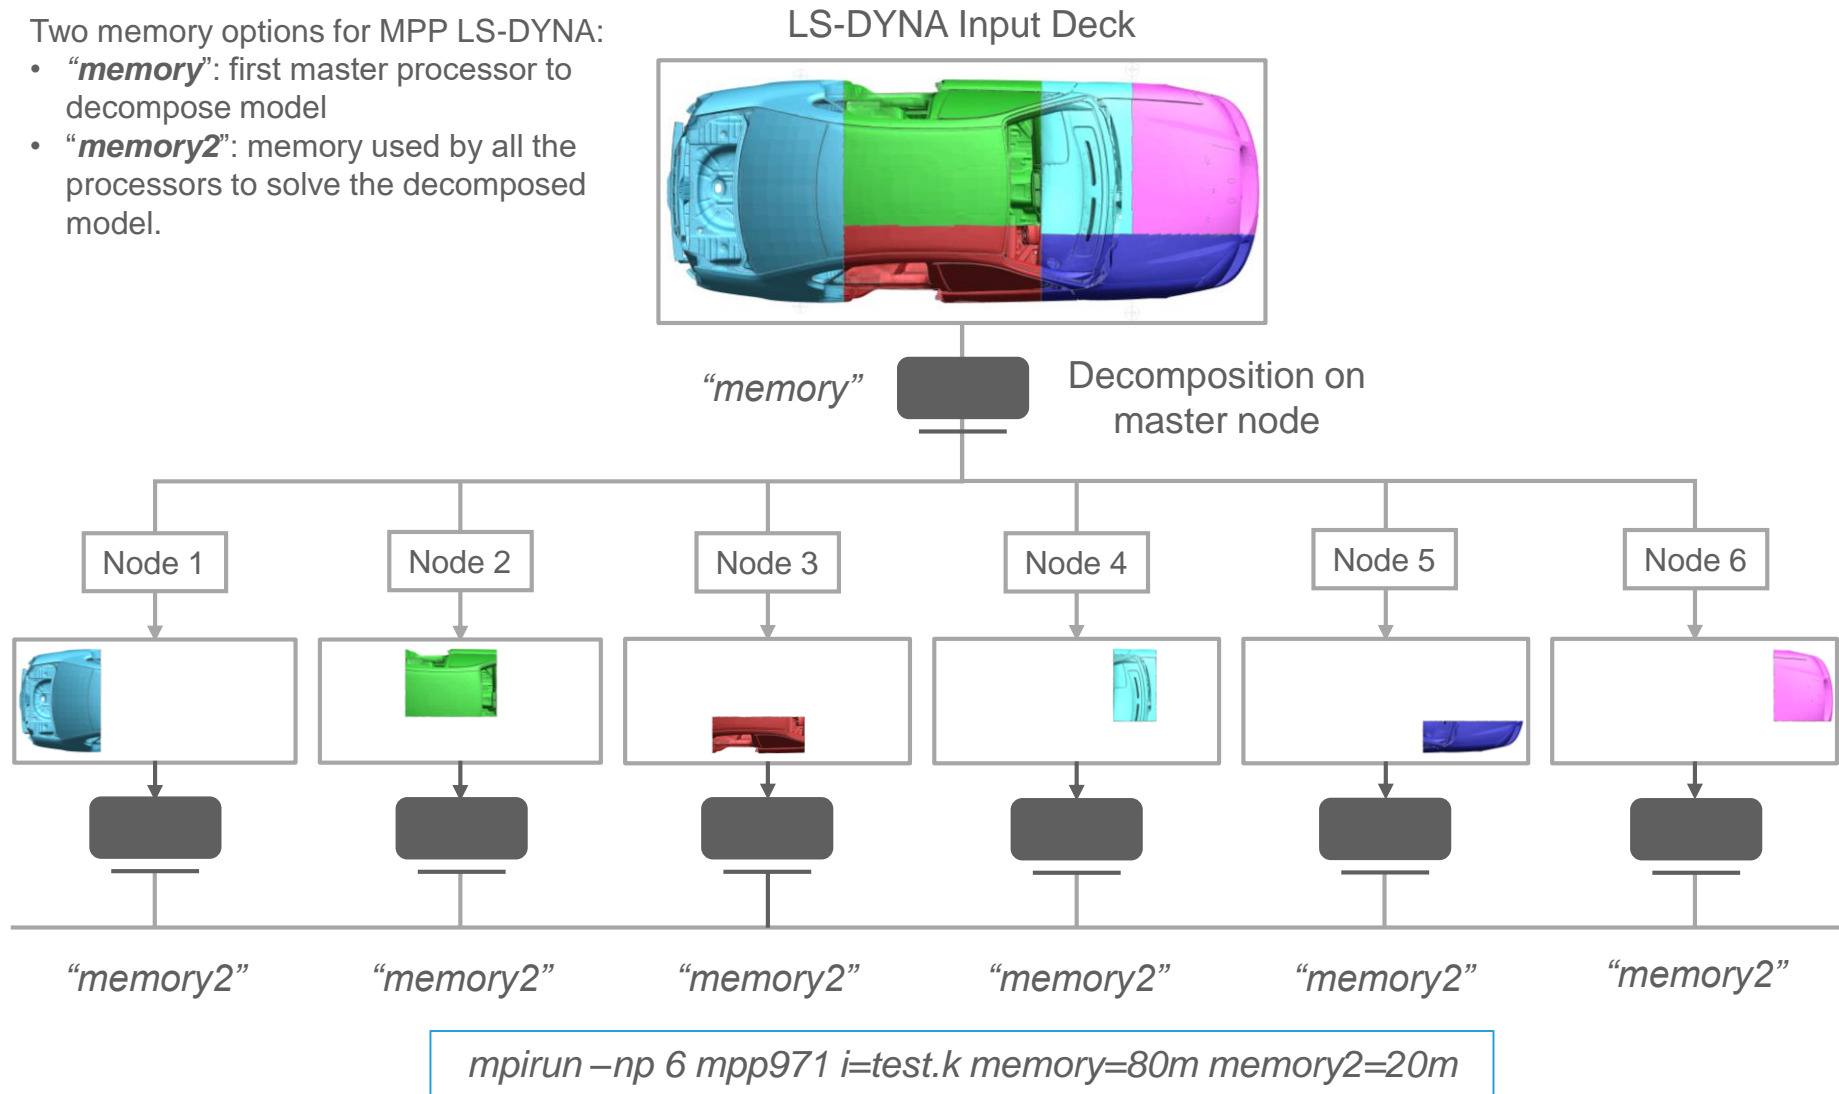 Two memory options for MPP LS-DYNA:
• “memory”: first master processor to
decompose model
• “memory2”: memory used by all the
processors to solve the decomposed
model.
LS-DYNA Input Deck
“memory”
Decomposition on
master node
Node 1
Node 2
Node 3
Node 4
Node 5
Node 6
“memory2”
“memory2”
“memory2”
“memory2”
“memory2”
“memory2”
mpirun –np 6 mpp971 i=test.k memory=80m memory2=20m